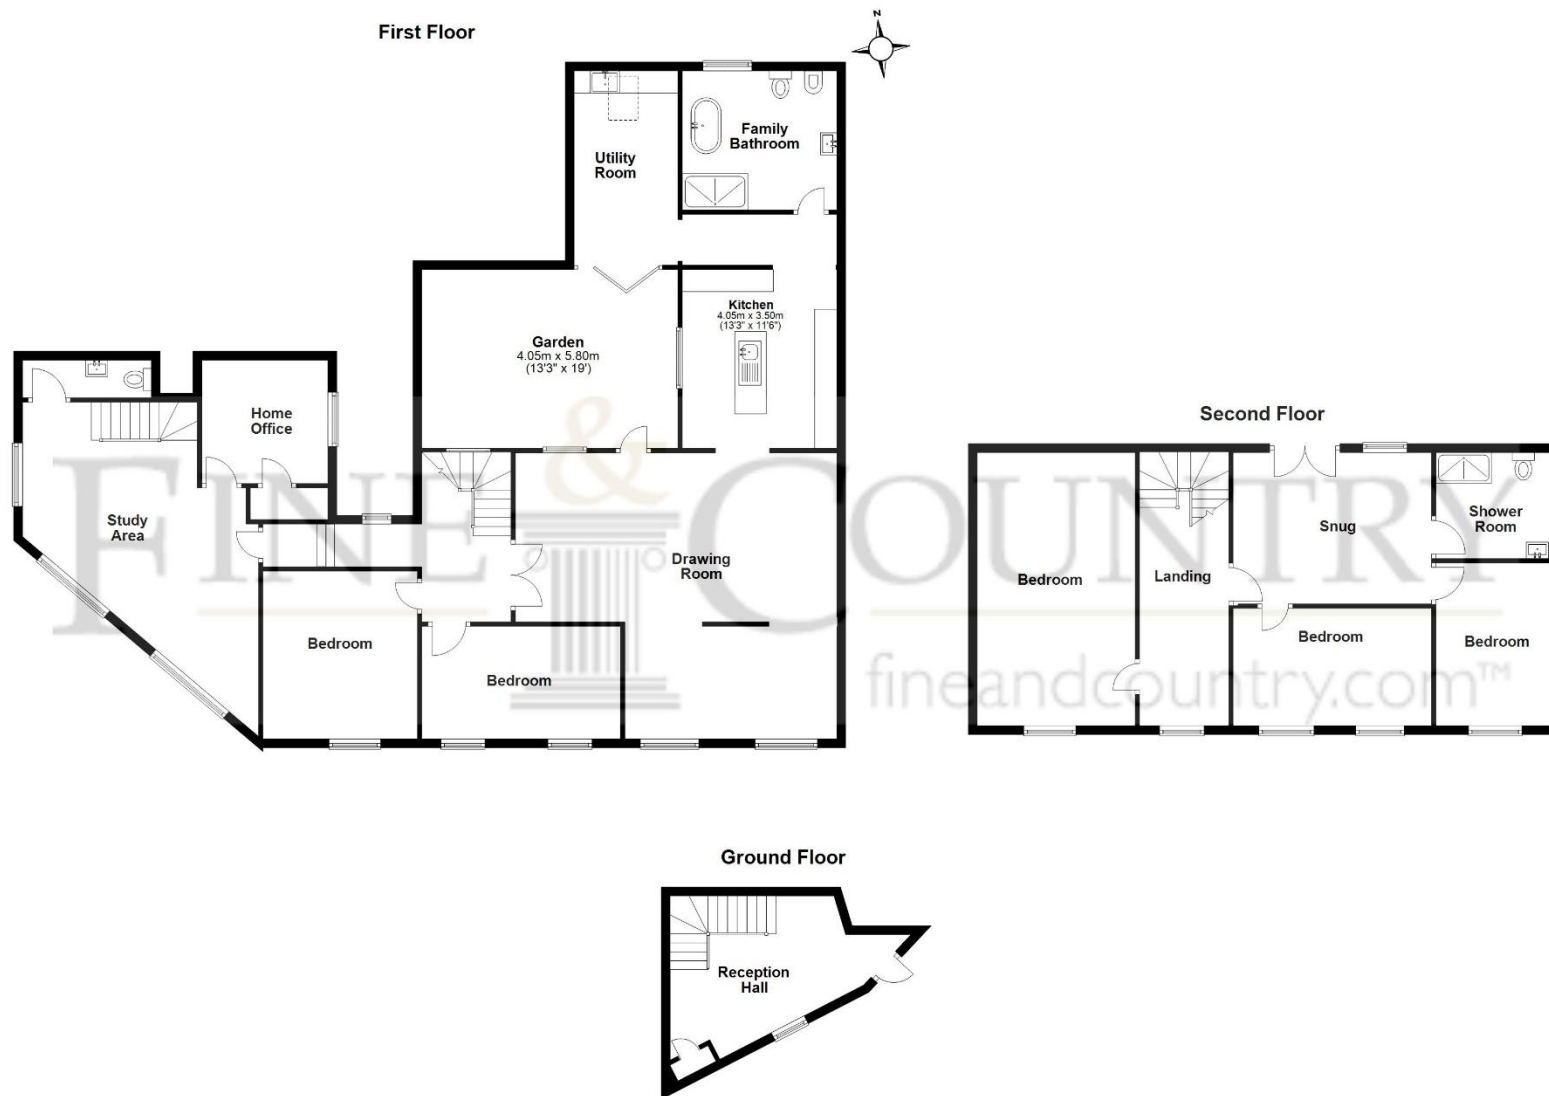 First Floor
N
Family
Bathroom
Utility
Room
Kitchen
4.05m x 3.50m
(13'3" x 11'6")
Garden
4.05m x 5.80m
(13'3" x 19')
Home
Office
Study
Area
Drawing
Room
Bedroom
Bedroom
Second Floor
Shower
Room
Snug
Bedroom
Landing
Bedroom
Bedroom
FINE & COUNTRY
fineandcountry.com™
Ground Floor
Reception
Hall